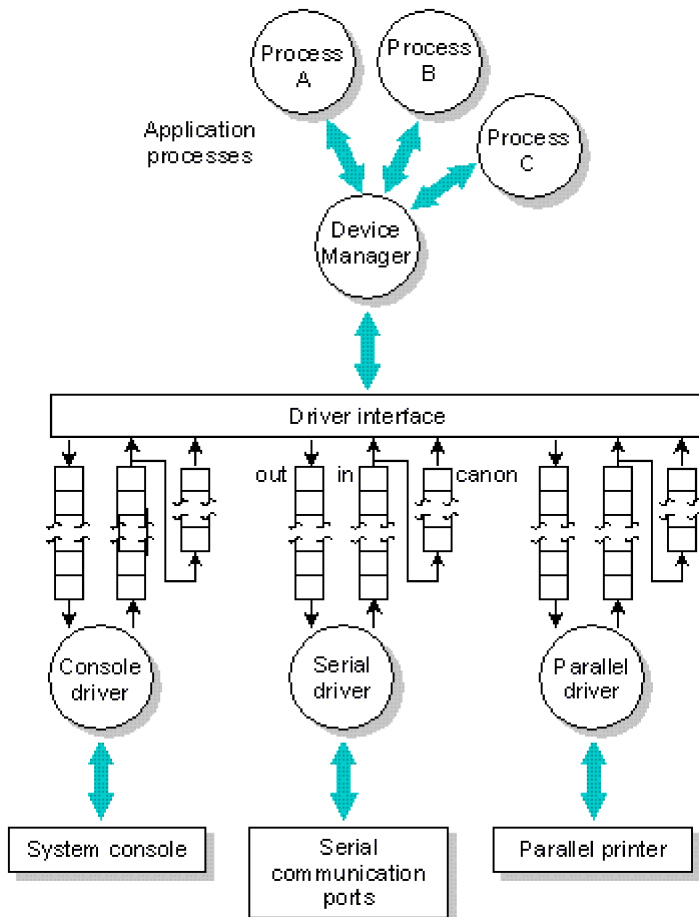 Process
A
Process
B
Process
C
Application
processes
Device
Manager
Driver interface
out
in
canon
Console
driver
Serial
driver
Parallel
driver
System console
Serial
communication
ports
Parallel printer